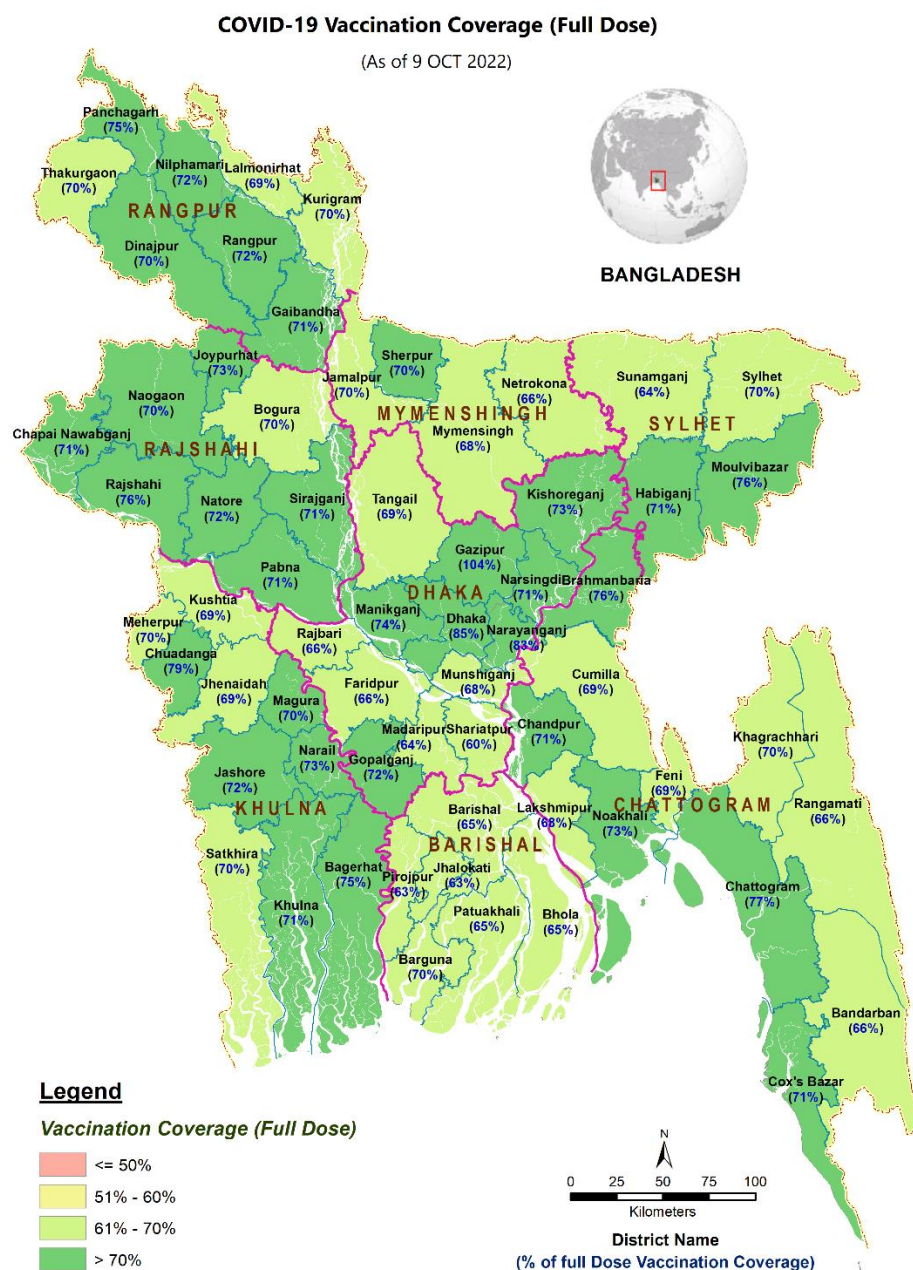 COVID-19 Vaccination Coverage (Full Dose)
(As of 9 OCT 2022)
BANGLADESH
Panchagarh
(75%)
Thakurgaon
(70%)
Nilphamari
(72%)
Lalmonirhat
(69%)
Kurigram
(70%)
RANGPUR
Dinajpur
(70%)
Rangpur
(72%)
Gaibandha
(71%)
Joypurhat
(73%)
Naogaon
(70%)
Bogura
(70%)
Chapai Nawabganj
(71%)
RAJSHAHI
Rajshahi
(76%)
Natore
(72%)
Sirajganj
(71%)
Pabna
(71%)
Jamalpur
(70%)
Sherpur
(70%)
Netrokona
(66%)
MYMENSHINGH
Mymensingh
(68%)
Sunamganj
(64%)
Sylhet
(70%)
SYLHET
Moulvibazar
(76%)
Habiganj
(71%)
Tangail
(69%)
Kishoreganj
(73%)
Gazipur
(104%)
DHAKA
Narsingdi
(71%)
Brahmanbaria
(76%)
Manikganj
(74%)
Dhaka
(85%)
Narayanganj
(83%)
Kushtia
(69%)
Meherpur
(70%)
Chuadanga
(79%)
Jhenaidah
(69%)
Magura
(70%)
Rajbari
(66%)
Faridpur
(66%)
Munshiganj
(68%)
Cumilla
(69%)
Madaripur
(64%)
Shariatpur
(60%)
Chandpur
(71%)
Narail
(73%)
Gopalganj
(72%)
Jashore
(72%)
KHULNA
Khagrachhari
(70%)
Feni
(69%)
Rangamati
(66%)
CHATTOGRAM
Lakshmipur
(68%)
Noakhali
(73%)
Barishal
(65%)
BARISHAL
Satkhira
(70%)
Bagerhat
(75%)
Pirojpur
(63%)
Jhalokati
(63%)
Khulna
(71%)
Patuakhali
(65%)
Bhola
(65%)
Barguna
(70%)
Chattogram
(77%)
Bandarban
(66%)
Cox's Bazar
(71%)
Legend
Vaccination Coverage (Full Dose)
<= 50%
51% - 60%
61% - 70%
> 70%
N
0 25 50 75 100
Kilometers
District Name
(% of full Dose Vaccination Coverage)